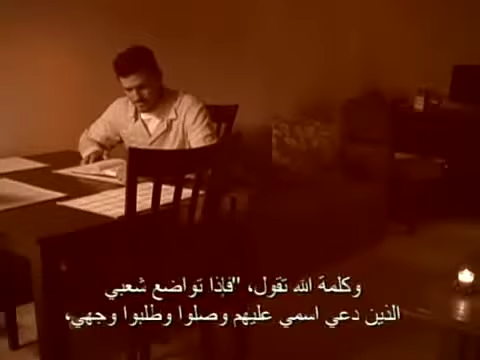 وكلمة الله تقول، "فإذا تواضع شعبي
الذين دعي اسمي عليهم وصلوا وطلبوا وجهي،